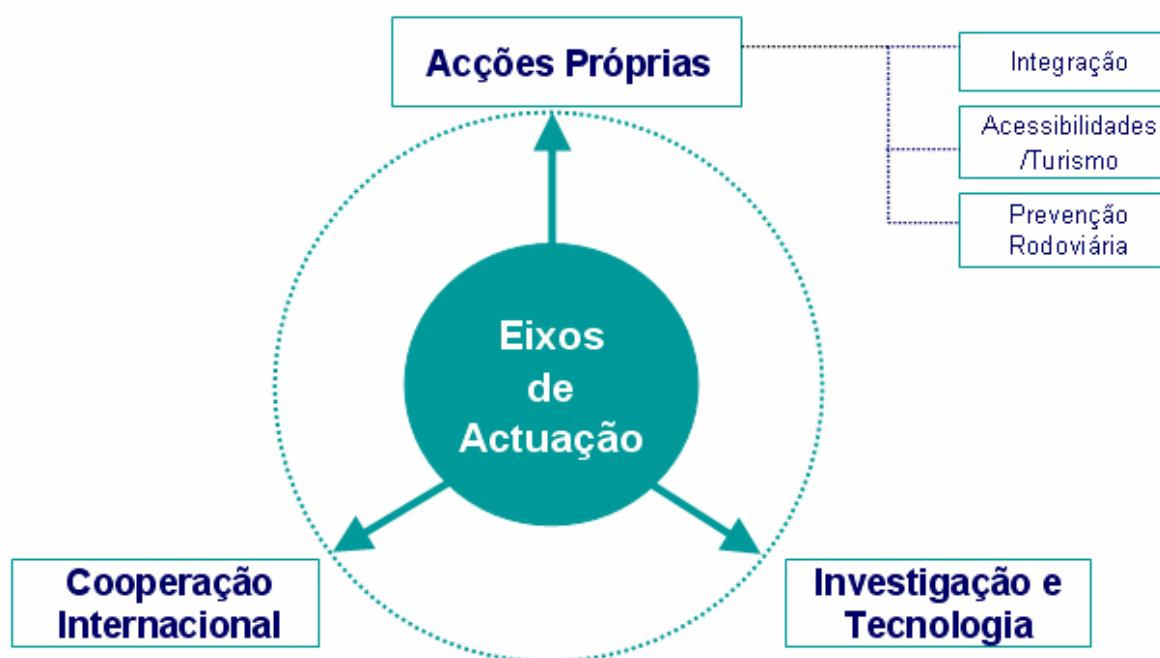 Acções Próprias
Integração
Acessibilidades
/Turismo
Prevenção
Rodoviária
Eixos
de
Actuação
Cooperação
Internacional
Investigação e
Tecnologia